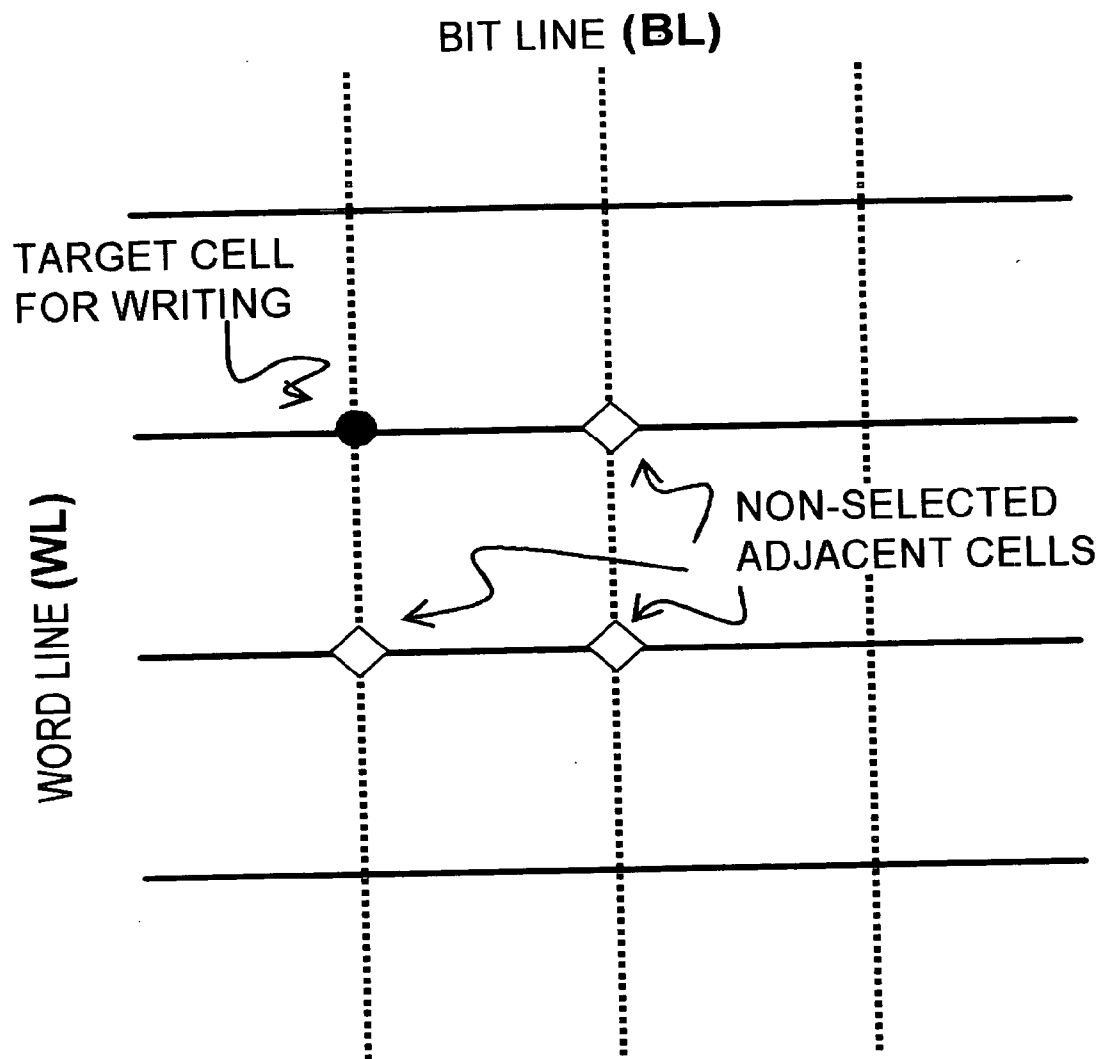 BIT LINE (BL)
TARGET CELL
FOR WRITING
NON-SELECTED
ADJACENT CELLS
WORD LINE (WL)